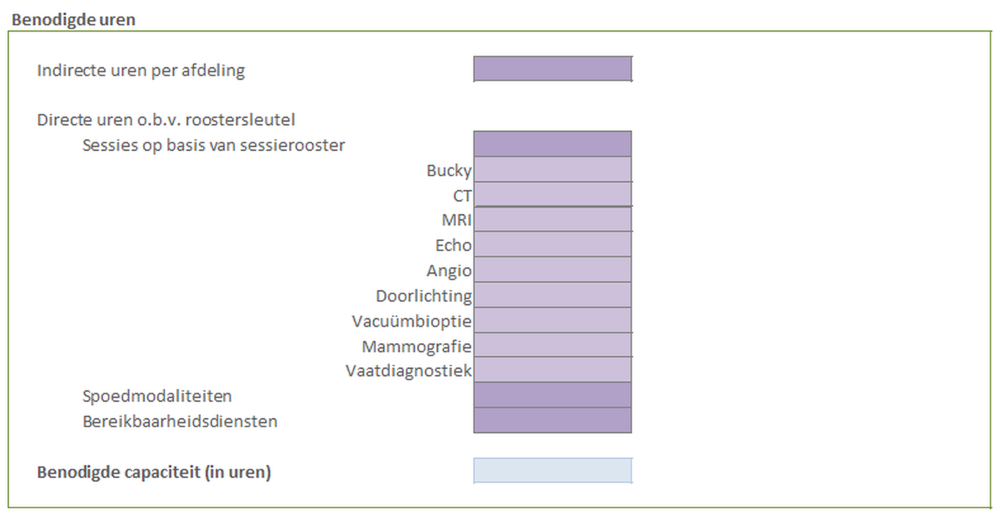 Benodigde uren
Indirecte uren per afdeling
Directe uren o.b.v. roostersleutel
Sessies op basis van sessierooster
Bucky
CT
MRI
Echo
Angio
Doorlichting
Vacuümbioptie
Mammografie
Vaatdiagnostiek
Spoedmodaliteiten
Bereikbaarheidsdiensten
Benodigde capaciteit (in uren)